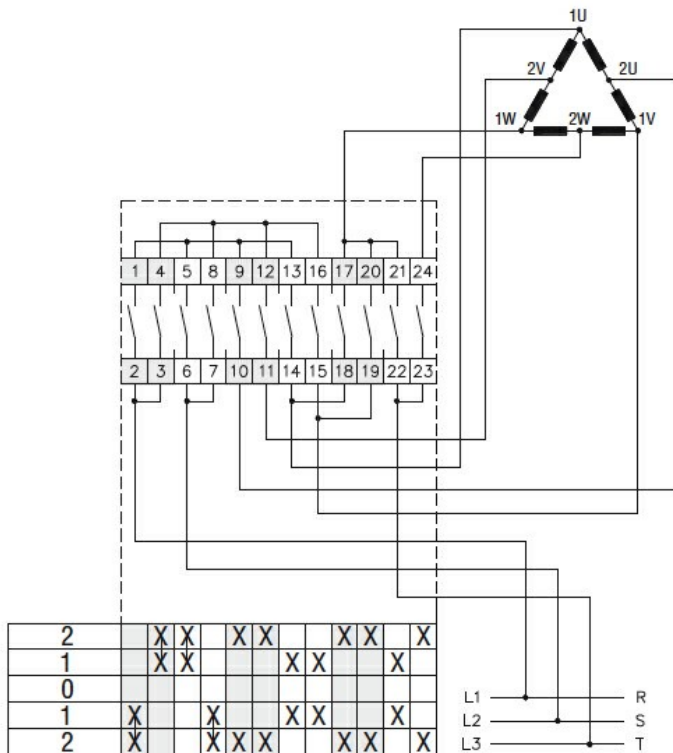 1U
2V 2U
1W 2W 1V
1 4 5 8 9 12 13 16 17 20 21 24
2 3 6 7 10 11 14 15 18 19 22 23
2 X X X X X X X
1 X X X X X
0
1 X X X X X
2 X X X X X X X
L1 R
L2 S
L3 T